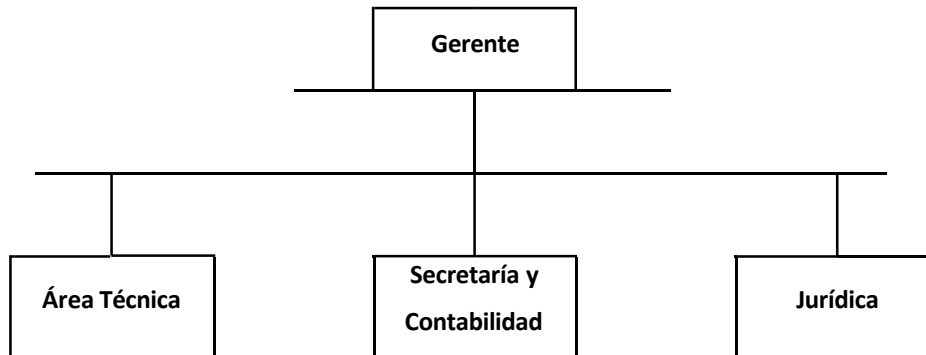 Gerente
Área Técnica
Secretaría y
Contabilidad
Jurídica